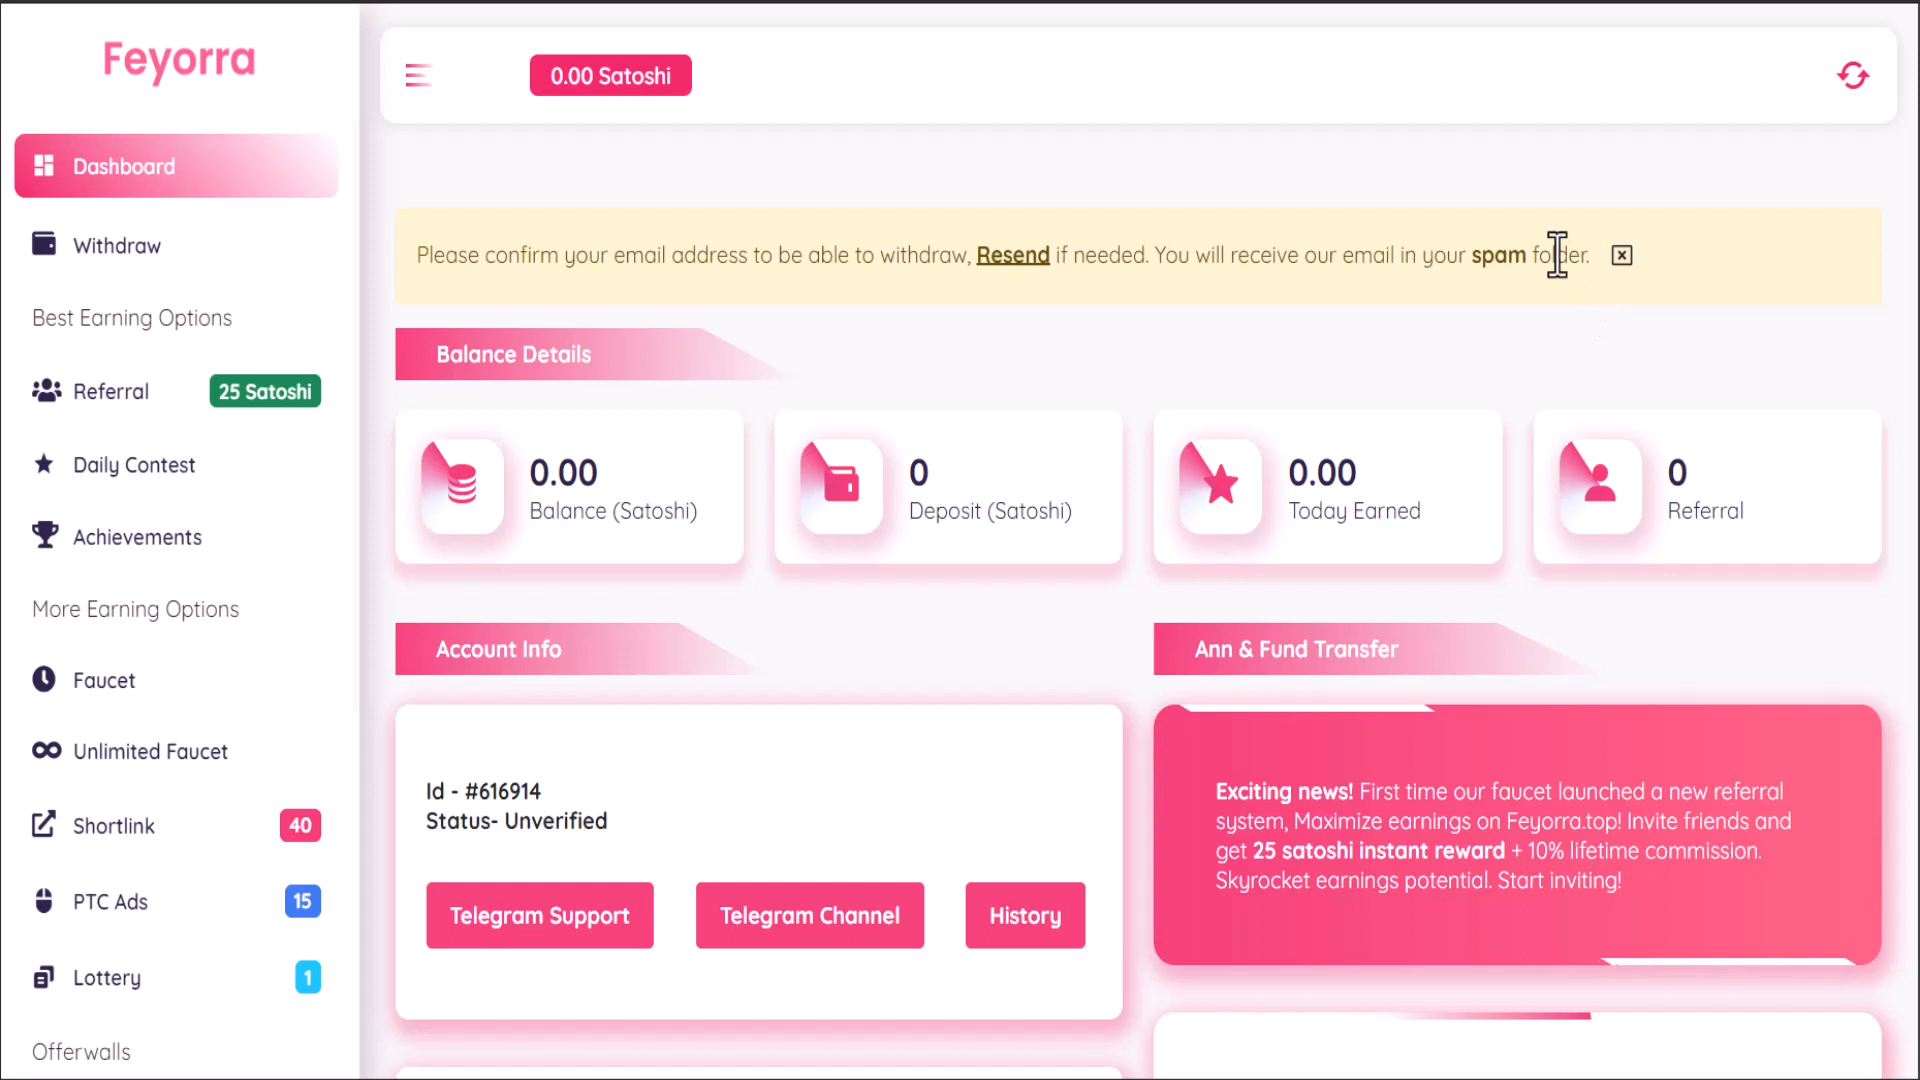 Feyorra
0.00 Satoshi
Dashboard
Withdraw
Best Earning Options
Referral 25 Satoshi
Daily Contest
Achievements
More Earning Options
Faucet
Unlimited Faucet
Shortlink 40
PTC Ads 15
Lottery 1
Offerwalls
Please confirm your email address to be able to withdraw, Resend if needed. You will receive our email in your spam folder.
Balance Details
0.00
Balance (Satoshi)
0
Deposit (Satoshi)
0.00
Today Earned
0
Referral
Account Info
Id - #616914
Status- Unverified
Telegram Support
Telegram Channel
History
Ann & Fund Transfer
Exciting news! First time our faucet launched a new referral
system, Maximize earnings on Feyorra.top! Invite friends and
get 25 satoshi instant reward + 10% lifetime commission.
Skyrocket earnings potential. Start inviting!